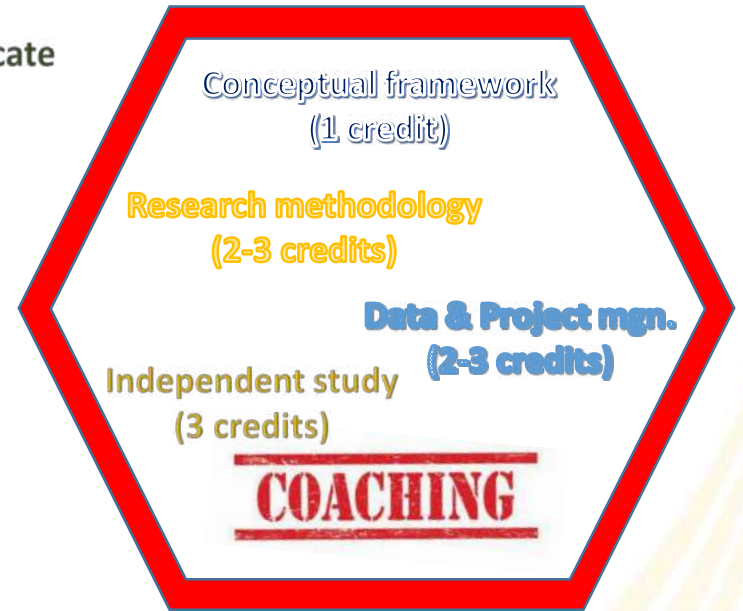 cate
Conceptual framework
(1 credit)
Research methodology
(2-3 credits)
Data & Project mgn.
(2-3 credits)
Independent study
(3 credits)
COACHING